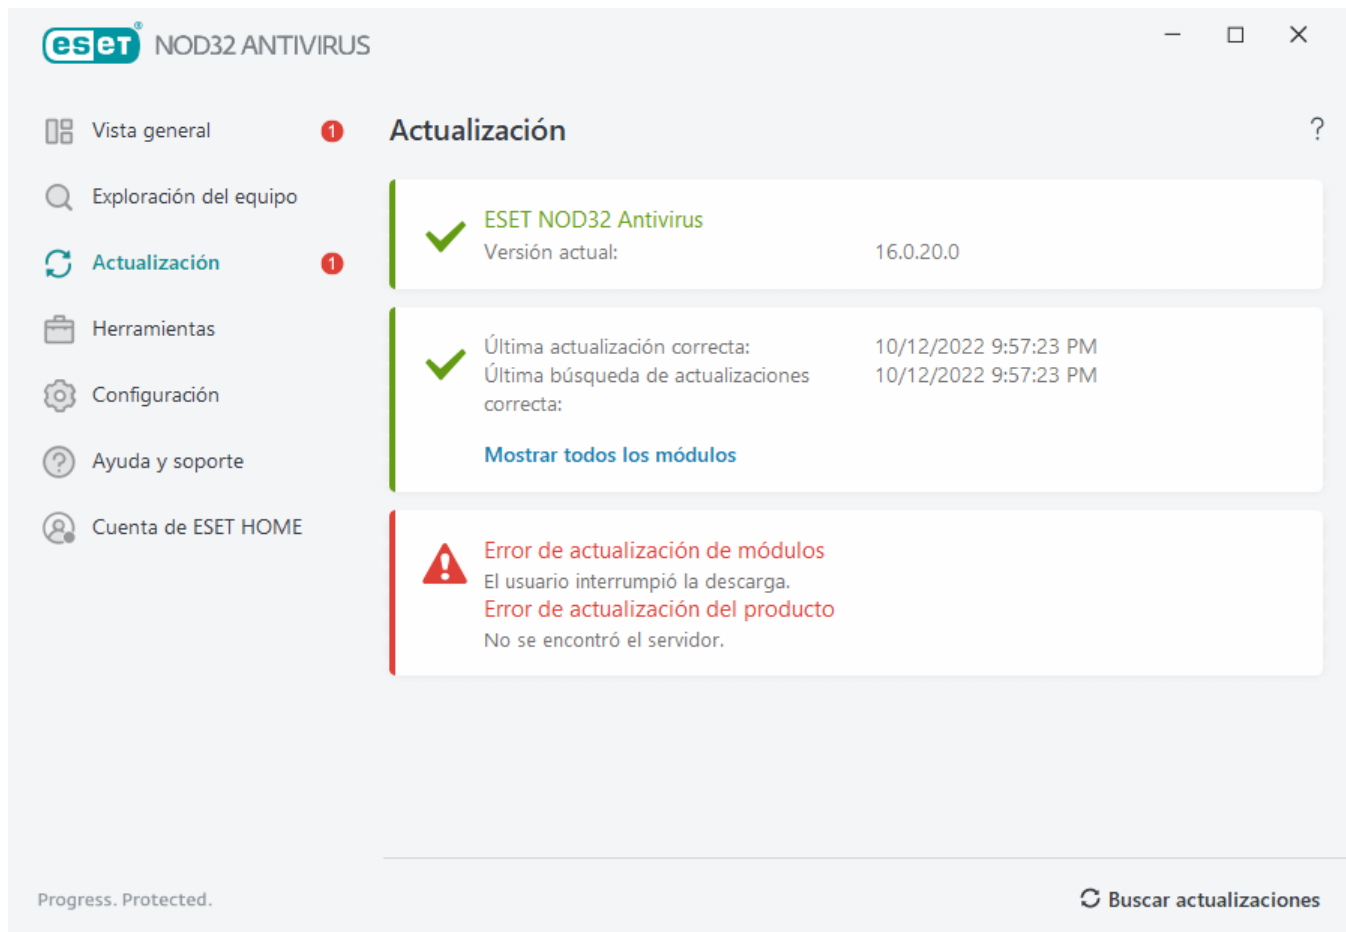 eset® NOD32 ANTIVIRUS
Vista general 1
Exploración del equipo
Actualización 1
Herramientas
Configuración
Ayuda y soporte
Cuenta de ESET HOME
Actualización ?
ESET NOD32 Antivirus
Versión actual: 16.0.20.0
Última actualización correcta: 10/12/2022 9:57:23 PM
Última búsqueda de actualizaciones 10/12/2022 9:57:23 PM
correcta:
Mostrar todos los módulos
Error de actualización de módulos
El usuario interrumpió la descarga.
Error de actualización del producto
No se encontró el servidor.
Progress. Protected.
Buscar actualizaciones